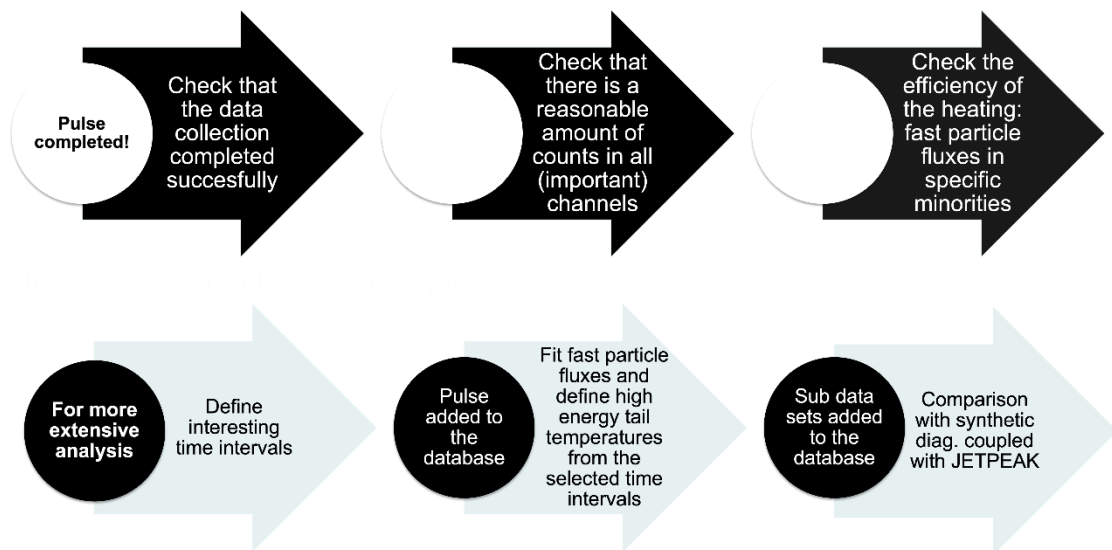 Pulse
completed!
Check that
the data
collection
completed
succesfully
Check that
there is a
reasonable
amount of
counts in all
(important)
channels
Check the
efficiency of
the heating:
fast particle
fluxes in
specific
minorities
For more
extensive
analysis
Define
interesting
time intervals
Pulse
added to
the
database
Fit fast particle
fluxes and
define high
energy tail
temperatures
from the
selected time
intervals
Sub data
sets added
to the
database
Comparison
with synthetic
diag. coupled
with JETPEAK